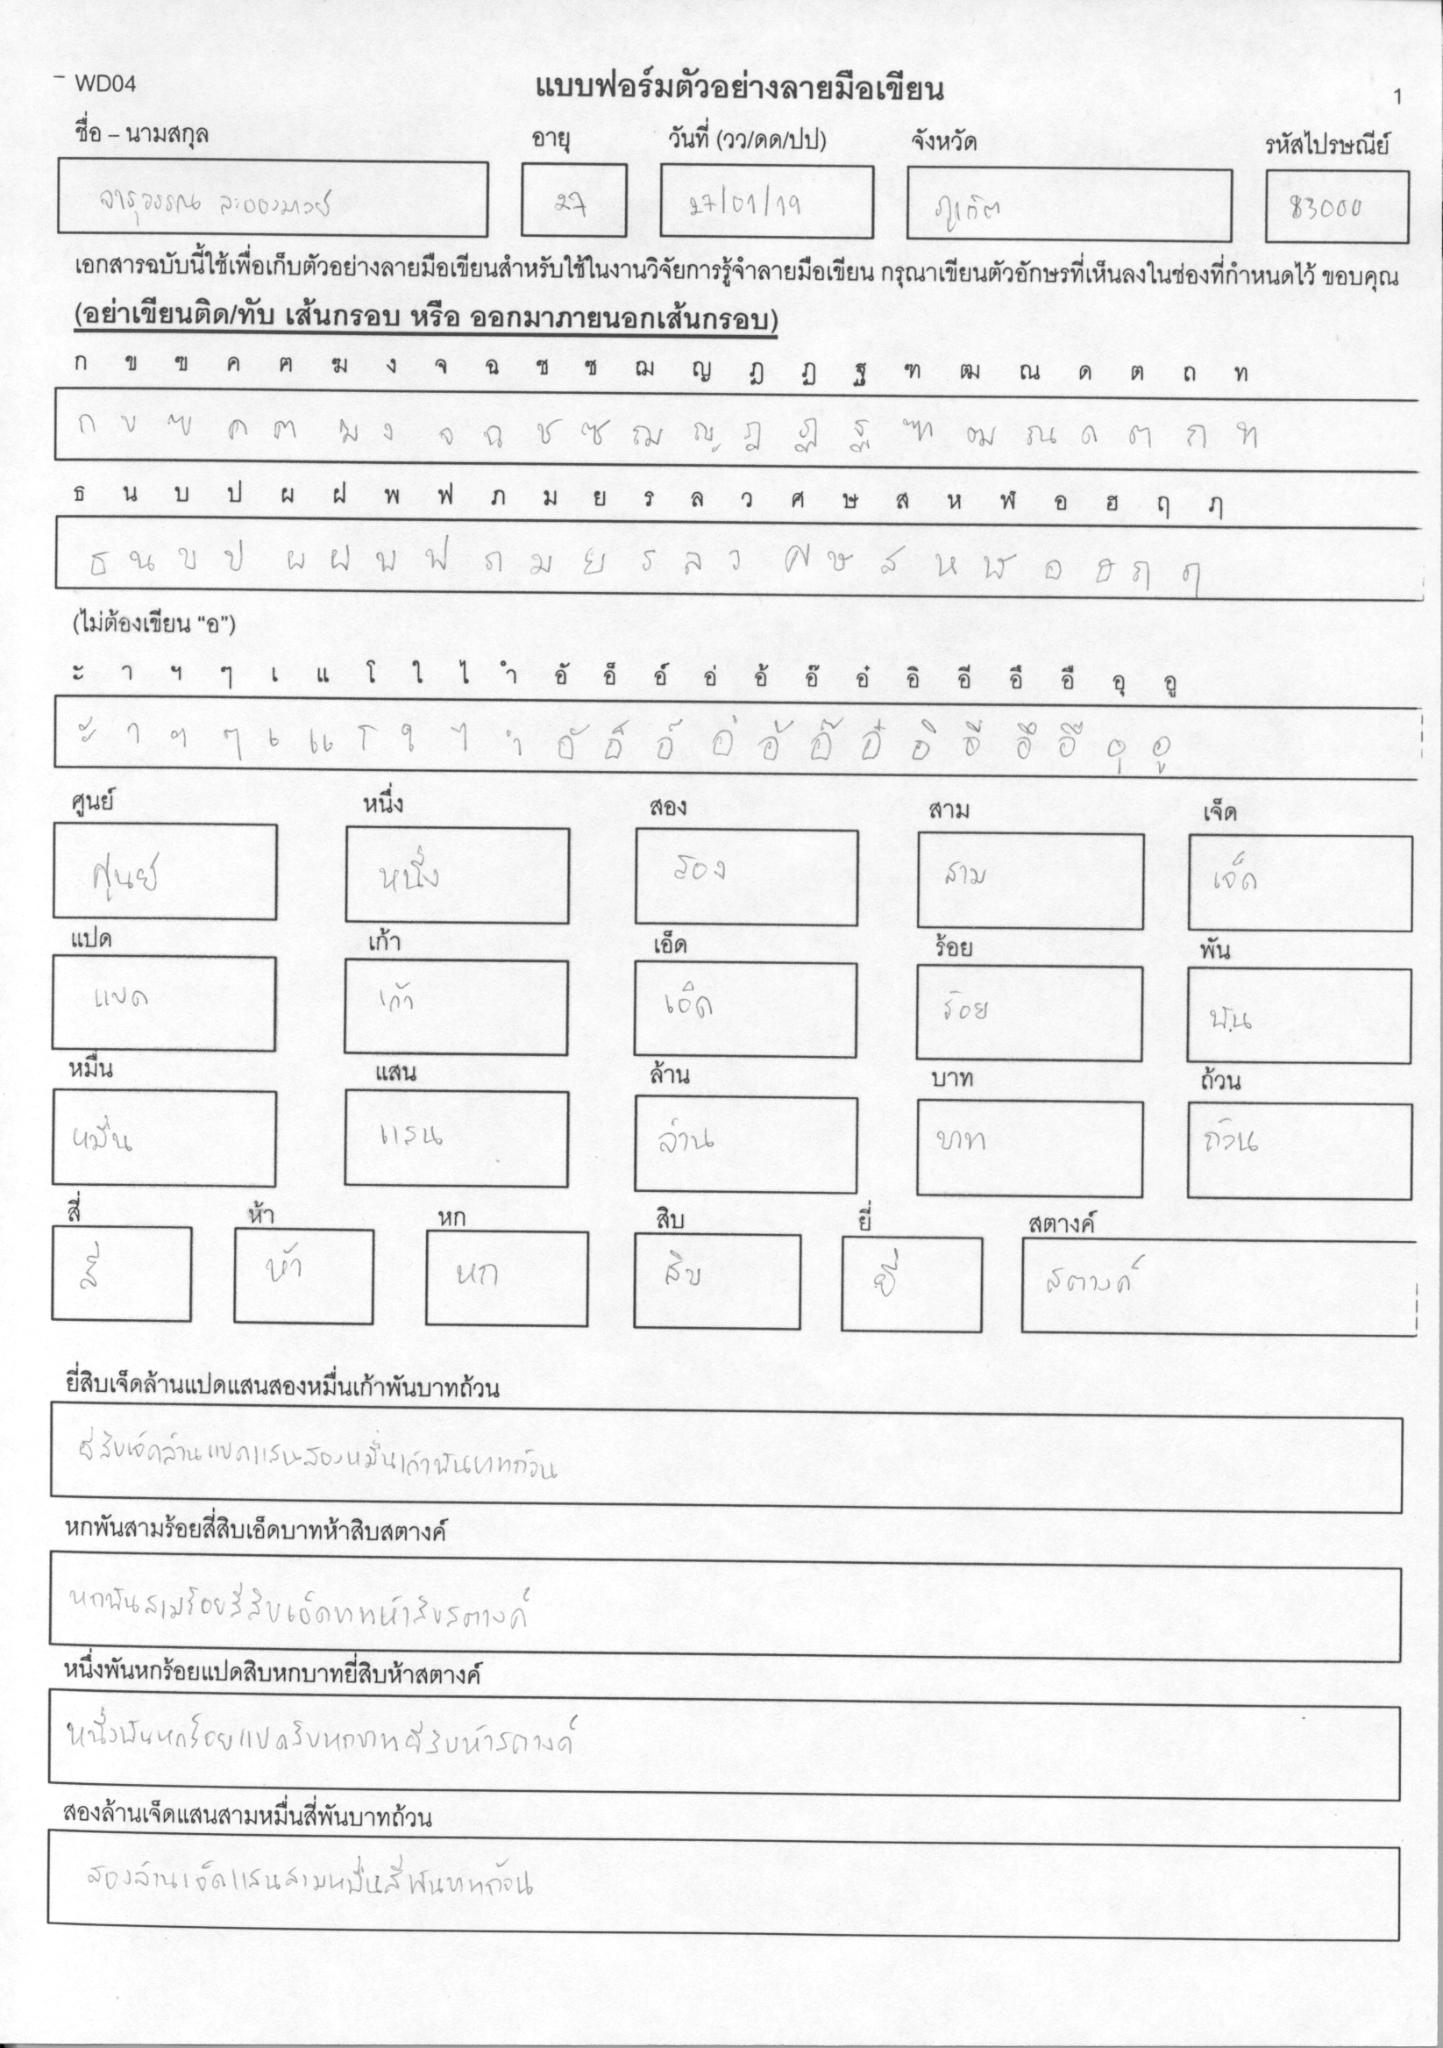 WD04 แบบฟอร์มตัวอย่างลายมือเขียน 1
ชื่อ – นามสกุล อายุ วันที่ (วว/ดด/ปป) จังหวัด รหัสไปรษณีย์
จารุวรรณ 27 27/01/19 ภูเก็ต 83000
เอกสารฉบับนี้ใช้เพื่อเก็บตัวอย่างลายมือเขียนสำหรับใช้ในงานวิจัยการรู้จำลายมือเขียน กรุณาเขียนตัวอักษรที่เห็นลงในช่องที่กำหนดไว้ ขอบคุณ
(อย่าเขียนติด/ทับ เส้นกรอบ หรือ ออกมาภายนอกเส้นกรอบ)
ก ข ฃ ค ฅ ฆ ง จ ฉ ช ซ ฌ ญ ฎ ฏ ฐ ฑ ฒ ณ ด ต ถ ท
ก ข ฃ ค ฅ ฆ ง จ ฉ ช ซ ฌ ญ ฎ ฏ ฐ ฑ ฒ ณ ด ต ถ ท
ธ น บ ป ผ ฝ พ ฟ ภ ม ย ร ล ว ศ ษ ส ห ฬ อ ฮ ฤ ฦ
ธ น บ ป ผ ฝ พ ฟ ภ ม ย ร ล ว ศ ษ ส ห ฬ อ ฮ ฤ ฦ
(ไม่ต้องเขียน “อ”)
ะ า ฯ ๆ เ แ โ ใ ไ ำ อั อ็ อ์ อ่ อ้ อ๊ อ๋ อิ อี อึ อื อุ อู
ะ า ฯ ๆ เ แ โ ใ ไ ำ อั อ็ อ์ อ่ อ้ อ๊ อ๋ อิ อี อึ อื อุ อู
ศูนย์ หนึ่ง สอง สาม เจ็ด
ศูนย์ หนึ่ง สอง สาม เจ็ด
แปด เก้า เอ็ด ร้อย พัน
แปด เก้า เอ็ด ร้อย พัน
หมื่น แสน ล้าน บาท ถ้วน
หมื่น แสน ล้าน บาท ถ้วน
สี่ ห้า หก สิบ ยี่ สตางค์
สี่ ห้า หก สิบ ยี่ สตางค์
ยี่สิบเจ็ดล้านแปดแสนสองหมื่นเก้าพันบาทถ้วน
ยี่สิบเจ็ดล้านแปดแสนสองหมื่นเก้าพันบาทถ้วน
หกพันสามร้อยสี่สิบเอ็ดบาทห้าสิบสตางค์
หกพันสามร้อยสี่สิบเอ็ดบาทห้าสิบสตางค์
หนึ่งพันหกร้อยแปดสิบหกบาทยี่สิบห้าสตางค์
หนึ่งพันหกร้อยแปดสิบหกบาทยี่สิบห้าสตางค์
สองล้านเจ็ดแสนสามหมื่นสี่พันบาทถ้วน
สองล้านเจ็ดแสนสามหมื่นสี่พันบาทถ้วน